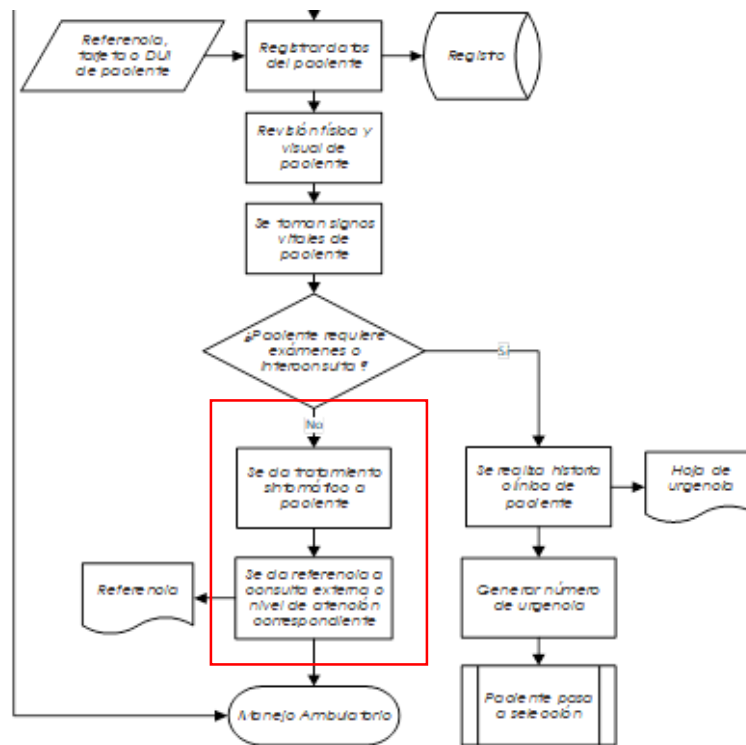 Referencia,
tarjeta o DUI
de paciente
Registrar datos
del paciente
Registro
Revisión física y
visual de
paciente
Se toman signos
vitales de
paciente
¿Paciente requiere
exámenes o
interconsulta?
No
Si
Se da tratamiento
sintomático a
paciente
Se realiza historia
clínica de
paciente
Hoja de
urgencia
Referencia
Se da referencia a
consulta externa o
nivel de atención
correspondiente
Generar número
de urgencia
Manejo Ambulatorio
Paciente pasa
a selección